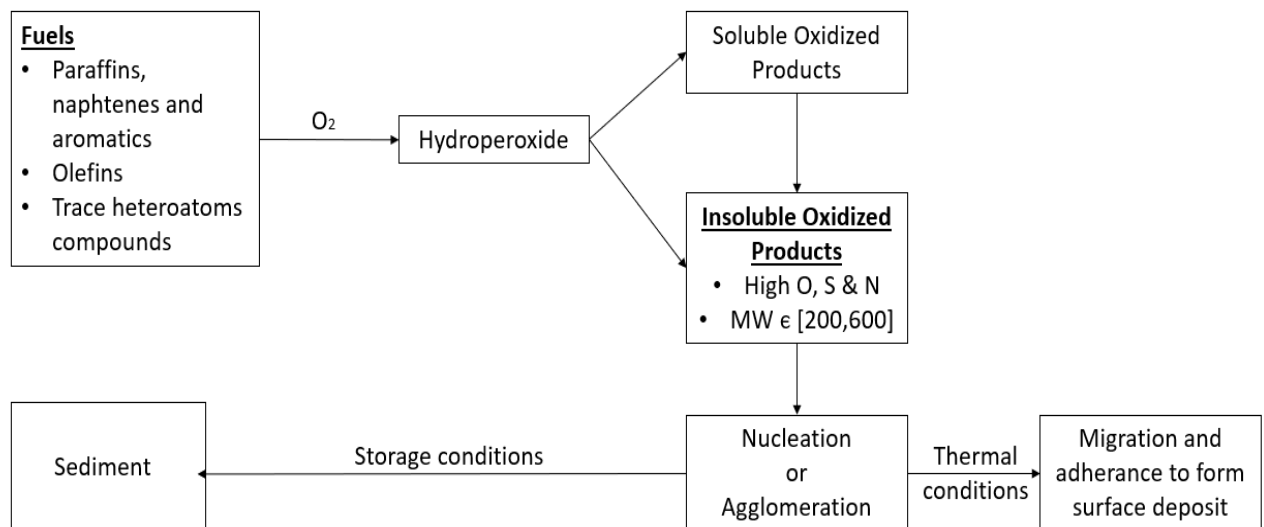 Fuels
• Paraffins,
naphtenes and
aromatics
• Olefins
• Trace heteroatoms
compounds
O₂
Hydroperoxide
Soluble Oxidized
Products
Insoluble Oxidized
Products
• High O, S & N
• MW ϵ [200,600]
Sediment
Storage conditions
Nucleation
or
Agglomeration
Thermal
conditions
Migration and
adherance to form
surface deposit